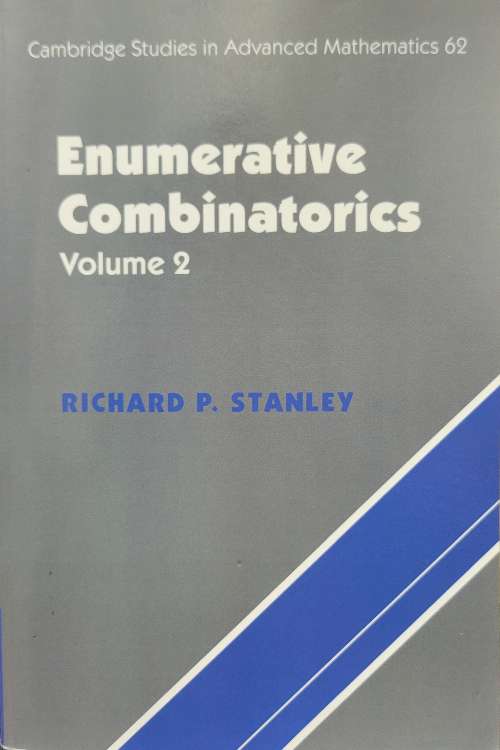 Cambridge Studies in Advanced Mathematics 62
Enumerative
Combinatorics
Volume 2
RICHARD P. STANLEY